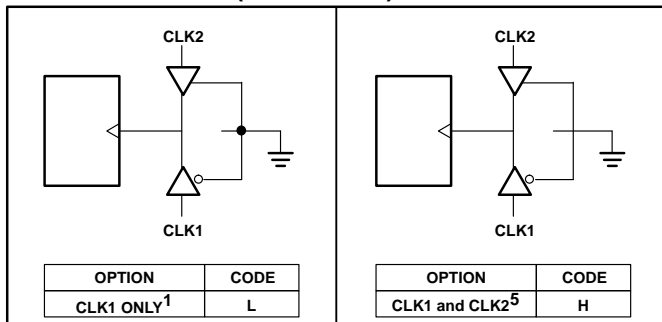 CLK2
CLK1
OPTION CODE
CLK1 ONLY1 L
CLK2
CLK1
OPTION CODE
CLK1 and CLK25 H